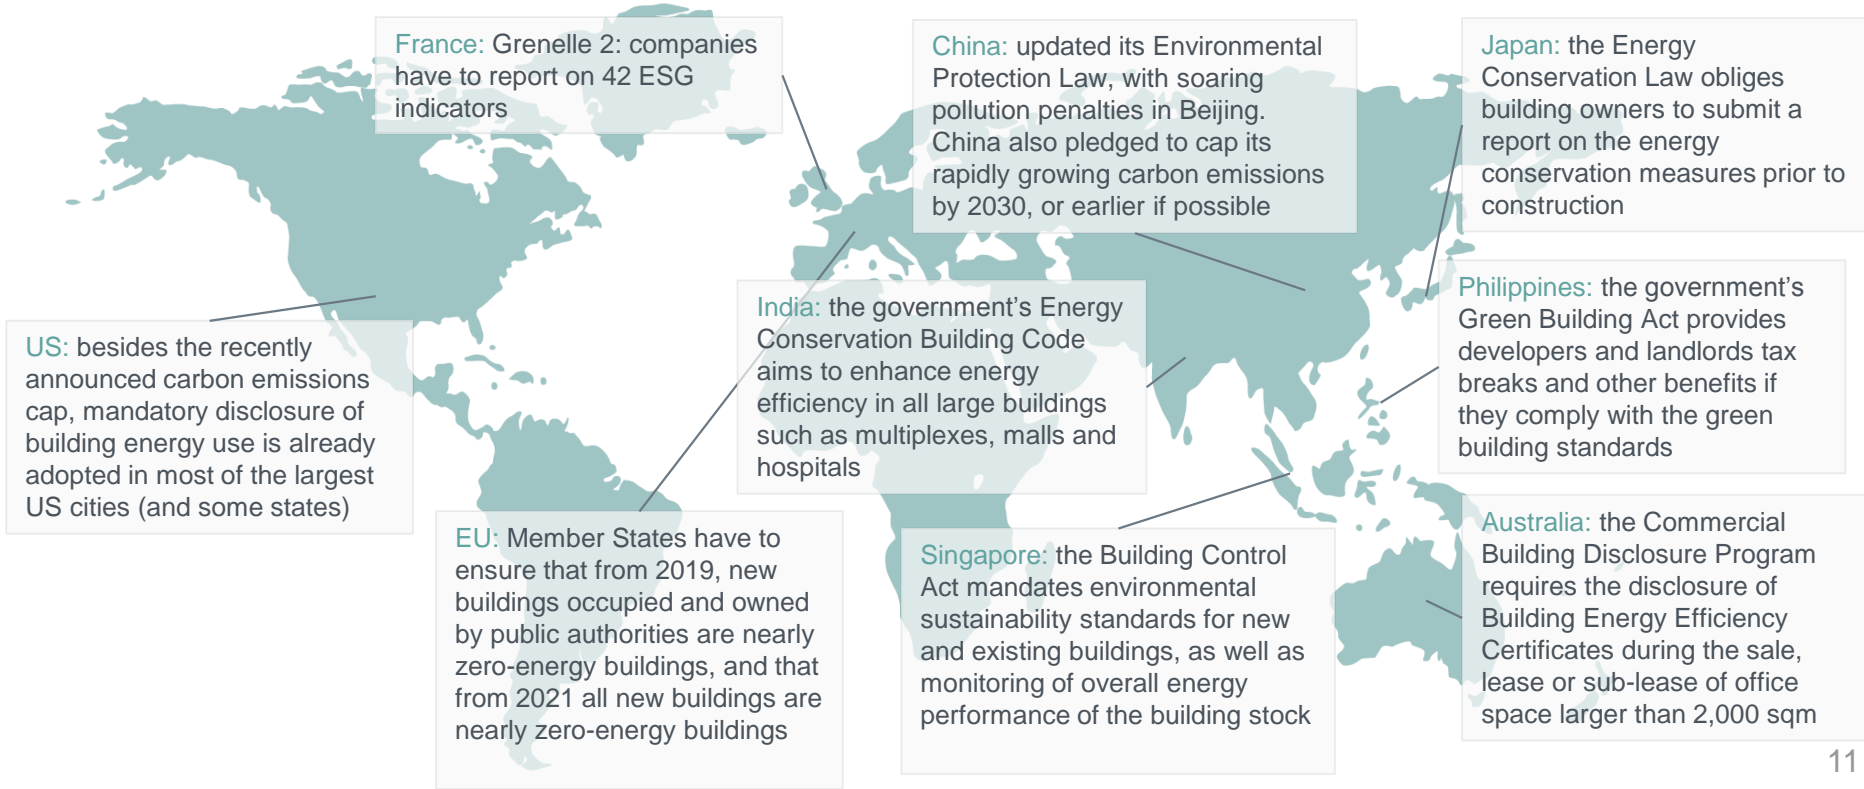 France: Grenelle 2: companies
have to report on 42 ESG
indicators
China: updated its Environmental
Protection Law, with soaring
pollution penalties in Beijing.
China also pledged to cap its
rapidly growing carbon emissions
by 2030, or earlier if possible
Japan: the Energy
Conservation Law obliges
building owners to submit a
report on the energy
conservation measures prior to
construction
US: besides the recently
announced carbon emissions
cap, mandatory disclosure of
building energy use is already
adopted in most of the largest
US cities (and some states)
India: the government’s Energy
Conservation Building Code
aims to enhance energy
efficiency in all large buildings
such as multiplexes, malls and
hospitals
Philippines: the government’s
Green Building Act provides
developers and landlords tax
breaks and other benefits if
they comply with the green
building standards
EU: Member States have to
ensure that from 2019, new
buildings occupied and owned
by public authorities are nearly
zero-energy buildings, and that
from 2021 all new buildings are
nearly zero-energy buildings
Singapore: the Building Control
Act mandates environmental
sustainability standards for new
and existing buildings, as well as
monitoring of overall energy
performance of the building stock
Australia: the Commercial
Building Disclosure Program
requires the disclosure of
Building Energy Efficiency
Certificates during the sale,
lease or sub-lease of office
space larger than 2,000 sqm
11